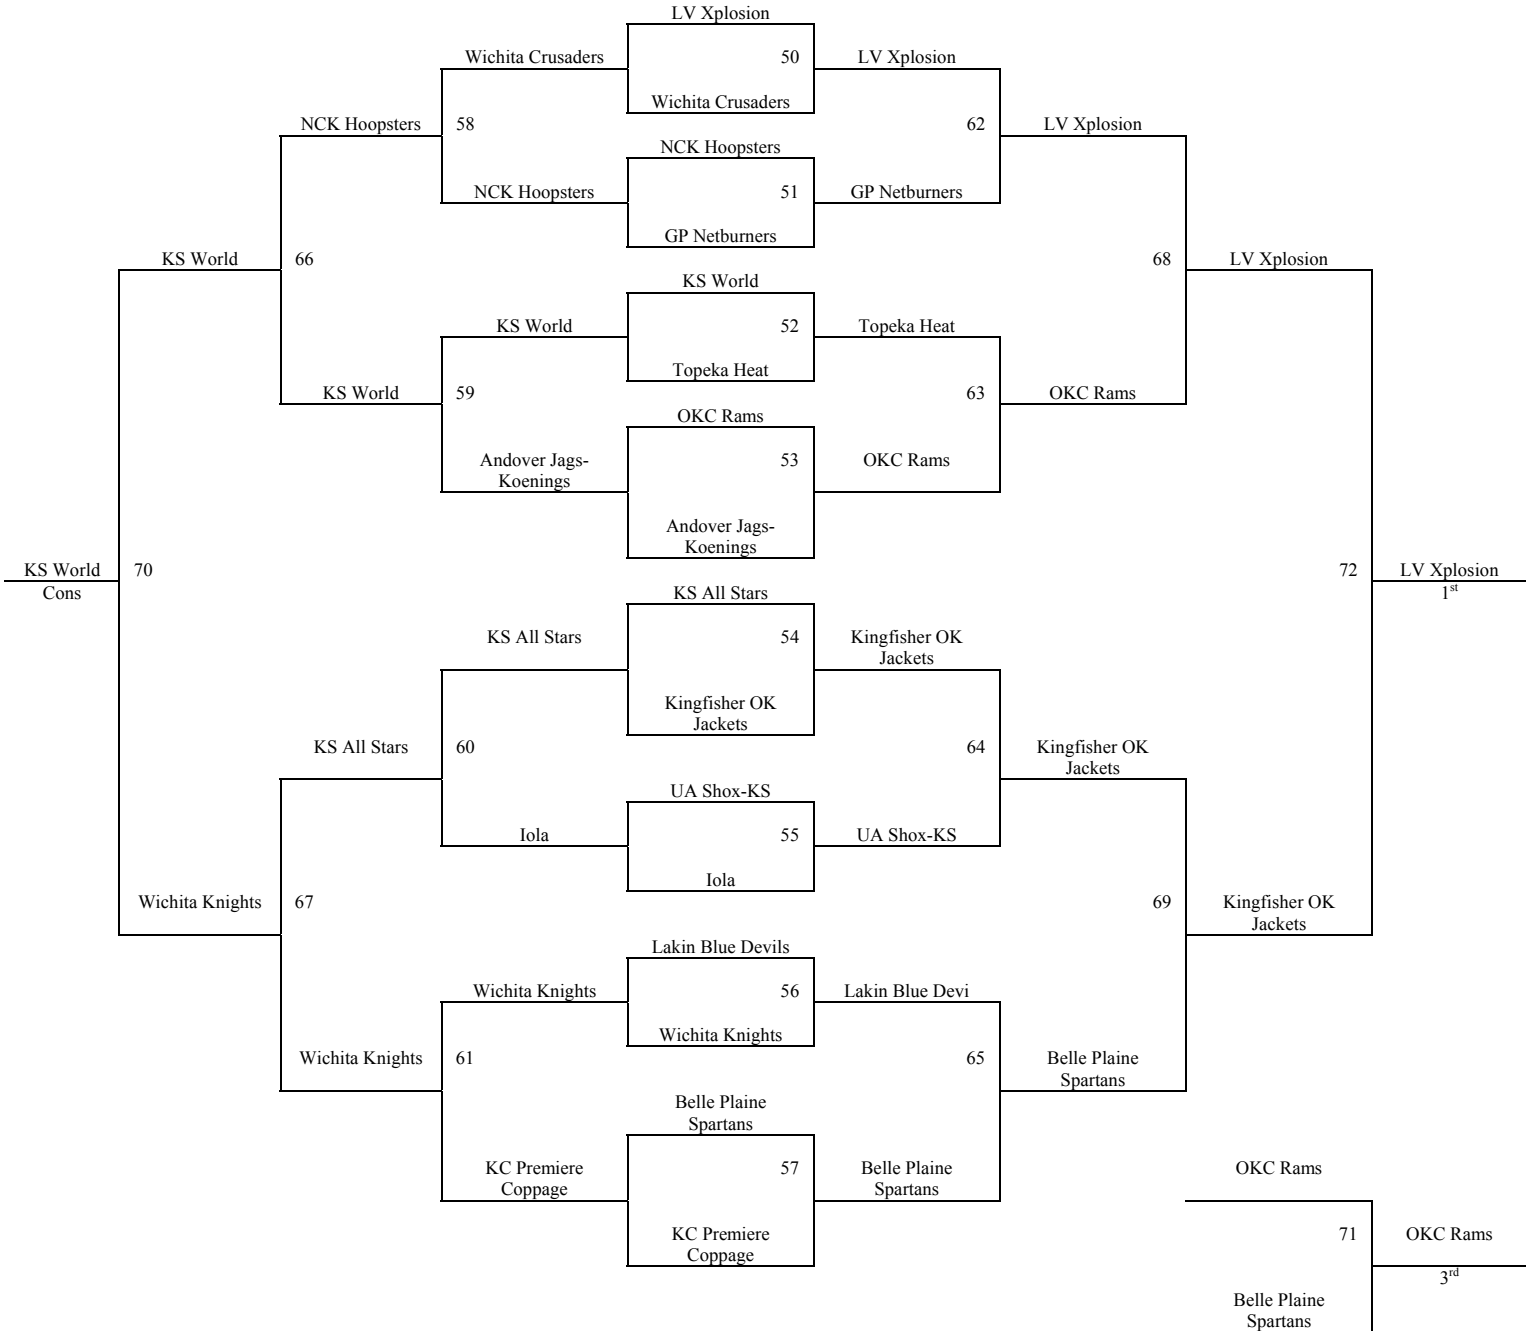 LV Xplosion
Wichita Crusaders
50
LV Xplosion
Wichita Crusaders
NCK Hoopsters
58
62
LV Xplosion
NCK Hoopsters
NCK Hoopsters
51
GP Netburners
GP Netburners
KS World
66
68
LV Xplosion
KS World
KS World
52
Topeka Heat
Topeka Heat
KS World
59
63
OKC Rams
OKC Rams
Andover Jags-
Koenings
53
OKC Rams
Andover Jags-
Koenings
KS World
Cons
70
72
LV Xplosion
1st
KS All Stars
KS All Stars
54
Kingfisher OK
Jackets
Kingfisher OK
Jackets
KS All Stars
60
64
Kingfisher OK
Jackets
UA Shox-KS
Iola
55
UA Shox-KS
Iola
Wichita Knights
67
69
Kingfisher OK
Jackets
Lakin Blue Devils
Wichita Knights
56
Lakin Blue Devi
Wichita Knights
Wichita Knights
61
65
Belle Plaine
Spartans
Belle Plaine
Spartans
KC Premiere
Coppage
57
Belle Plaine
Spartans
OKC Rams
KC Premiere
Coppage
71
OKC Rams
3rd
Belle Plaine
Spartans